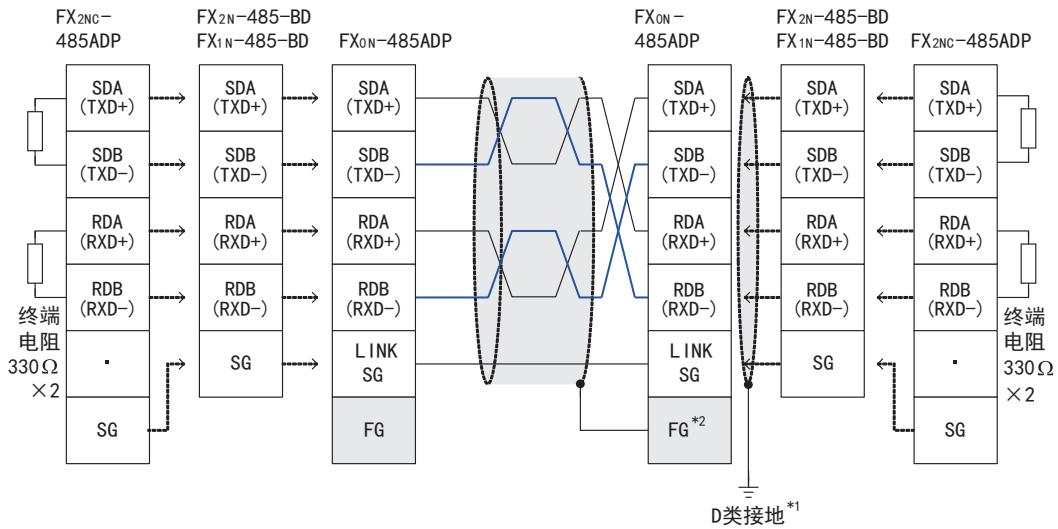 FX2NC-
485ADP
FX2N-485-BD
FX1N-485-BD
FX0N-485ADP
FX0N-
485ADP
FX2N-485-BD
FX1N-485-BD
FX2NC-485ADP
SDA
(TXD+)
SDB
(TXD-)
RDA
(RXD+)
RDB
(RXD-)
·
SG
终端
电阻
330Ω
×2
SDA
(TXD+)
SDB
(TXD-)
RDA
(RXD+)
RDB
(RXD-)
SG
SDA
(TXD+)
SDB
(TXD-)
RDA
(RXD+)
RDB
(RXD-)
LINK
SG
FG
SDA
(TXD+)
SDB
(TXD-)
RDA
(RXD+)
RDB
(RXD-)
LINK
SG
FG*2
SDA
(TXD+)
SDB
(TXD-)
RDA
(RXD+)
RDB
(RXD-)
SG
SDA
(TXD+)
SDB
(TXD-)
RDA
(RXD+)
RDB
(RXD-)
·
SG
终端
电阻
330Ω
×2
D类接地*1